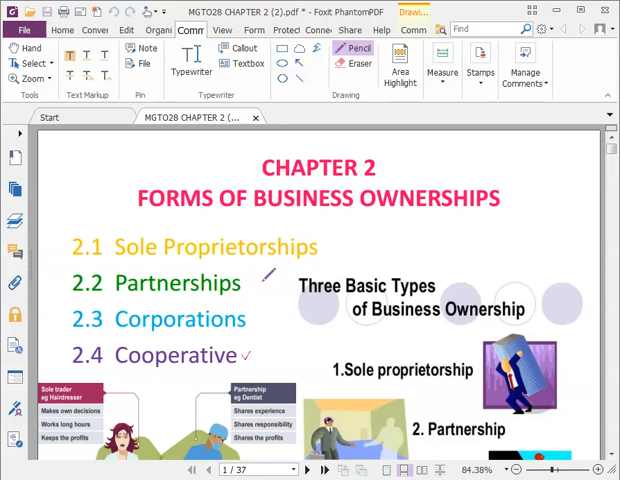 MGTO28 CHAPTER 2 (2).pdf * - Foxit PhantomPDF
Drawi...
File
Home
Conv
Edit
Organi
Comm
View
Form
Protect
Connec
Share
Help
Comm
Find
Hand
Select
Zoom
Tools
T T T
T T T
Text Markup
Note
File
Pin
Typewriter
Callout
Textbox
Typewriter
Drawing
Pencil
Eraser
Area
Highlight
Measure
Stamps
Manage
Comments
Start
MGTO28 CHAPTER 2 (...
CHAPTER 2
FORMS OF BUSINESS OWNERSHIPS
2.1 Sole Proprietorships
2.2 Partnerships
2.3 Corporations
2.4 Cooperative
Three Basic Types
of Business Ownership
1.Sole proprietorship
2. Partnership
Sole trader
eg Hairdresser
Makes own decisions
Works long hours
Keeps the profits
Partnership
eg Dentist
Shares experience
Shares responsibility
Shares the profits
1 / 37
84.38%